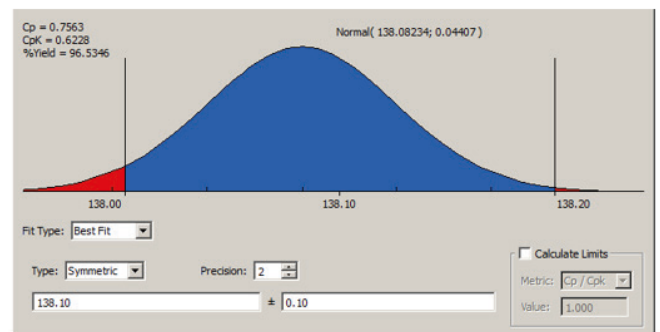 Cp = 0.7563
CpK = 0.6228
%Yield = 96.5346
Normal( 138.08234; 0.04407 )
138.00 138.10 138.20
Fit Type: Best Fit
Type: Symmetric Precision: 2
138.10 ± 0.10
Calculate Limits
Metric: Cp / Cpk
Value: 1.000